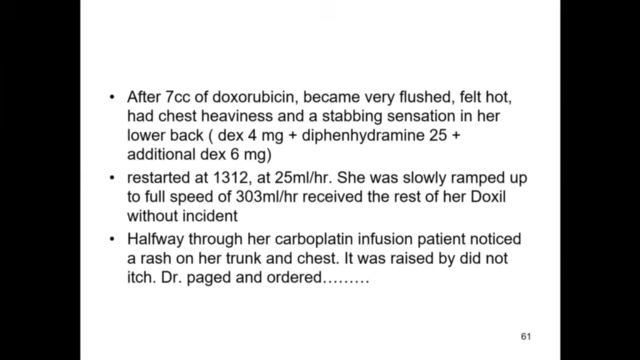 • After 7cc of doxorubicin, became very flushed, felt hot,
had chest heaviness and a stabbing sensation in her
lower back ( dex 4 mg + diphenhydramine 25 +
additional dex 6 mg)
• restarted at 1312, at 25ml/hr. She was slowly ramped up
to full speed of 303ml/hr received the rest of her Doxil
without incident
• Halfway through her carboplatin infusion patient noticed
a rash on her trunk and chest. It was raised by did not
itch. Dr. paged and ordered………
61